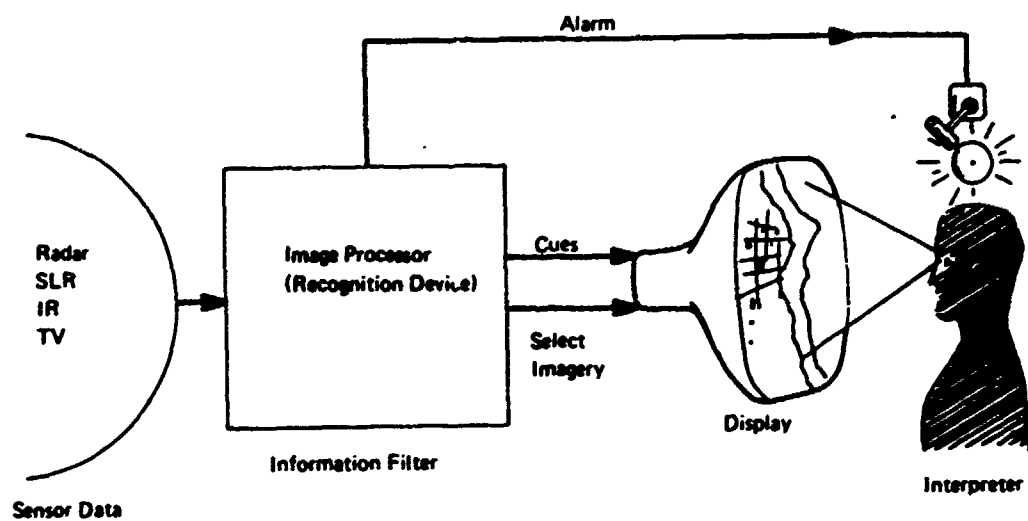 Alarm
Radar
SLR
IR
TV
Image Processor
(Recognition Device)
Cues
Select
Imagery
Display
Information Filter
Interpreter
Sensor Data